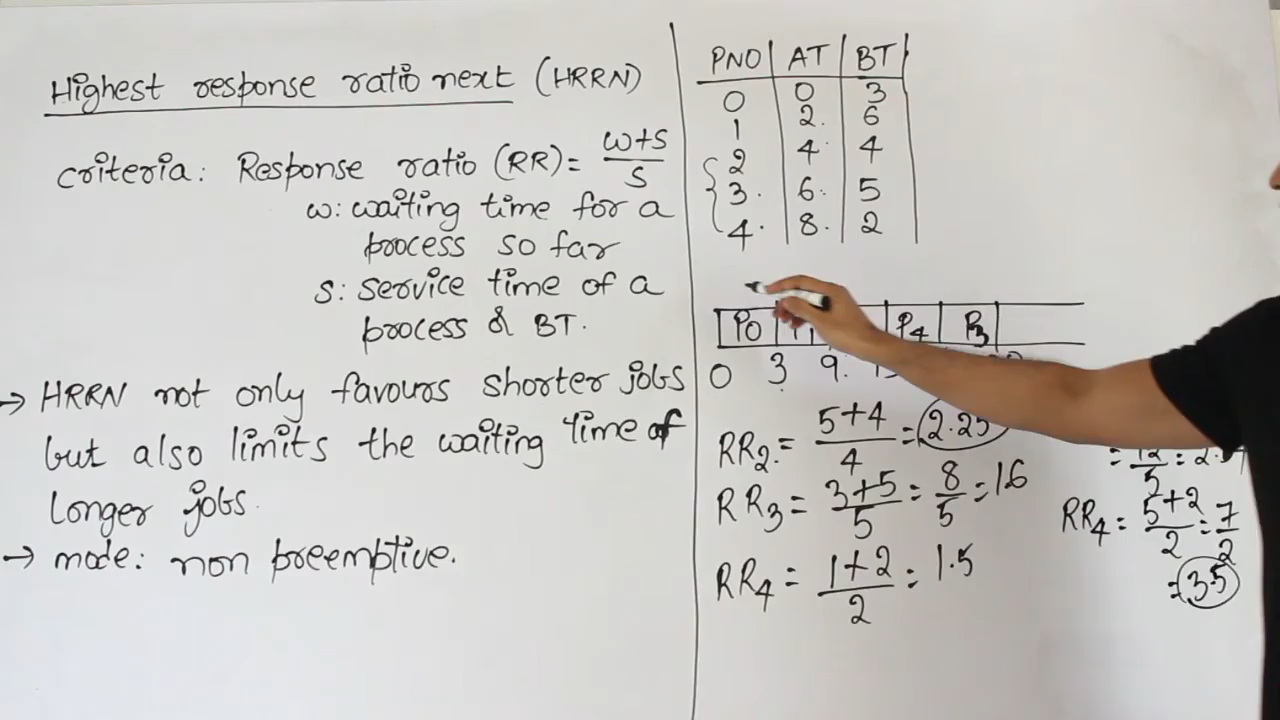 Highest response ratio next (HRRN)
criteria: Response ratio (RR) = w+s
s
w: waiting time for a
process so far
s: service time of a
process & BT.
→ HRRN not only favours shorter jobs
but also limits the waiting time of
longer jobs.
→ mode: non preemptive.
PNO AT BT
0 0 3
1 2 6
2 4 4
3 6 5
4 8 2
P0 P4 P3
0 3 9
RR2 = 5+4 = 2.25
4
RR3 = 3+5 = 8 = 1.6
5 5
RR4 = 1+2 = 1.5
2
RR4 = 5+2 = 7
2 2
= 3.5